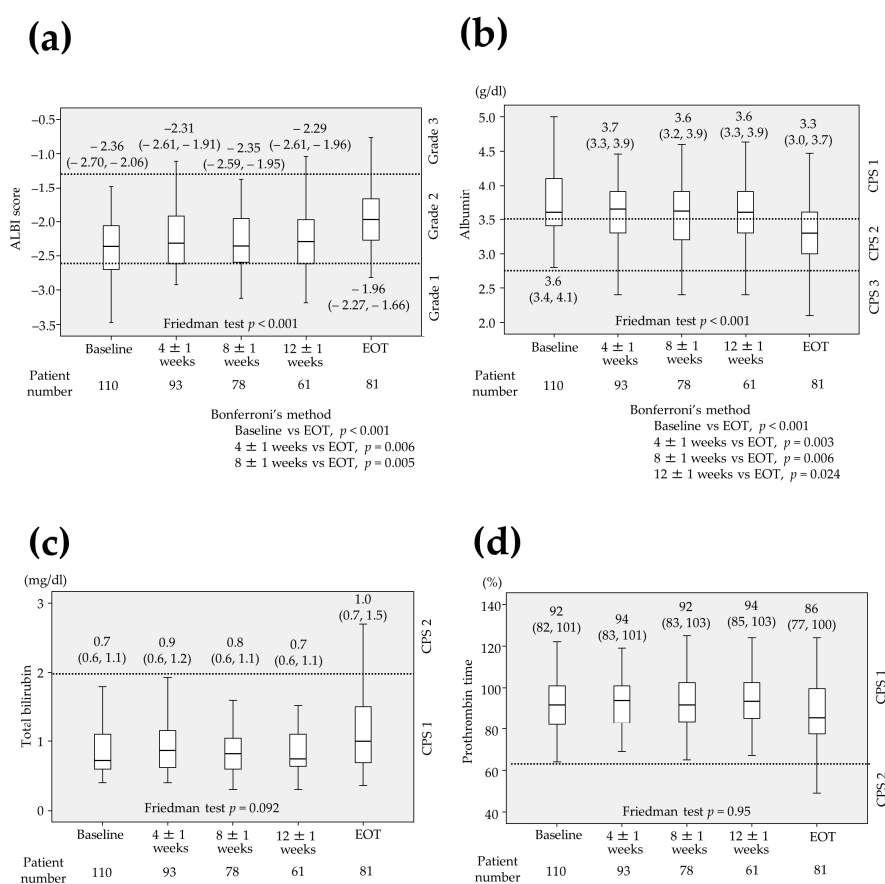 (a)
−0.5
−1.0
−1.5
−2.0
−2.5
−3.0
−3.5
ALBI score
−2.36
(−2.70, −2.06)
−2.31
(−2.61, −1.91)
−2.35
(−2.59, −1.95)
−2.29
(−2.61, −1.96)
−1.96
(−2.27, −1.66)
Grade 3
Grade 2
Grade 1
Friedman test p < 0.001
Baseline
4 ± 1
weeks
8 ± 1
weeks
12 ± 1
weeks
EOT
Patient
number
110 93 78 61 81
Bonferroni's method
Baseline vs EOT, p < 0.001
4 ± 1 weeks vs EOT, p = 0.006
8 ± 1 weeks vs EOT, p = 0.005
(b)
(g/dl)
5.0
4.5
4.0
3.5
3.0
2.5
2.0
Albumin
3.6
(3.4, 4.1)
3.7
(3.3, 3.9)
3.6
(3.2, 3.9)
3.6
(3.3, 3.9)
3.3
(3.0, 3.7)
CPS 1
CPS 2
CPS 3
Friedman test p < 0.001
Baseline
4 ± 1
weeks
8 ± 1
weeks
12 ± 1
weeks
EOT
Patient
number
110 93 78 61 81
Bonferroni's method
Baseline vs EOT, p < 0.001
4 ± 1 weeks vs EOT, p = 0.003
8 ± 1 weeks vs EOT, p = 0.006
12 ± 1 weeks vs EOT, p = 0.024
(c)
(mg/dl)
3
2
1
0
Total bilirubin
0.7
(0.6, 1.1)
0.9
(0.6, 1.2)
0.8
(0.6, 1.1)
0.7
(0.6, 1.1)
1.0
(0.7, 1.5)
CPS 2
CPS 1
Friedman test p = 0.092
Baseline
4 ± 1
weeks
8 ± 1
weeks
12 ± 1
weeks
EOT
Patient
number
110 93 78 61 81
(d)
(%)
140
120
100
80
60
40
Prothrombin time
92
(82, 101)
94
(83, 101)
92
(83, 103)
94
(85, 103)
86
(77, 100)
CPS 1
CPS 2
Friedman test p = 0.95
Baseline
4 ± 1
weeks
8 ± 1
weeks
12 ± 1
weeks
EOT
Patient
number
110 93 78 61 81